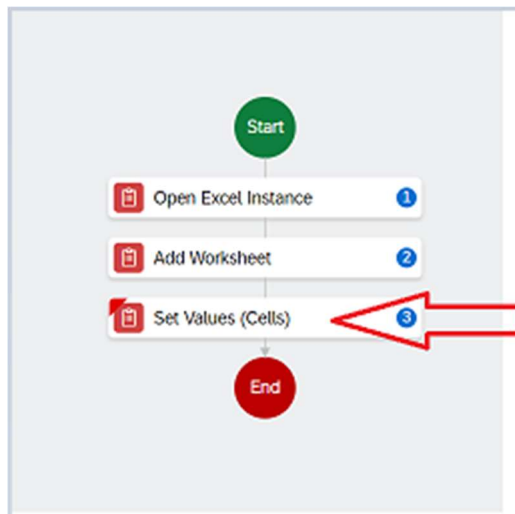 Start
Open Excel Instance 1
Add Worksheet 2
Set Values (Cells) 3
End